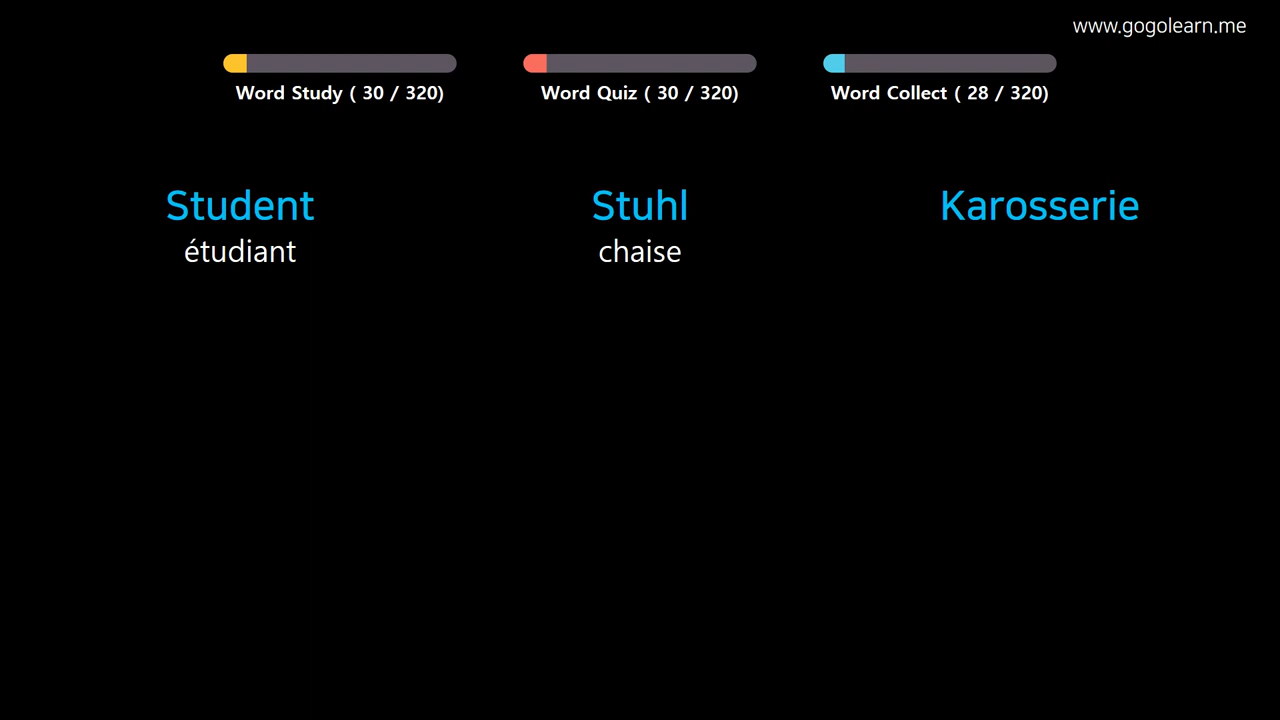 www.gogolearn.me
Word Study ( 30 / 320)
Word Quiz ( 30 / 320)
Word Collect ( 28 / 320)
Student
étudiant
Stuhl
chaise
Karosserie